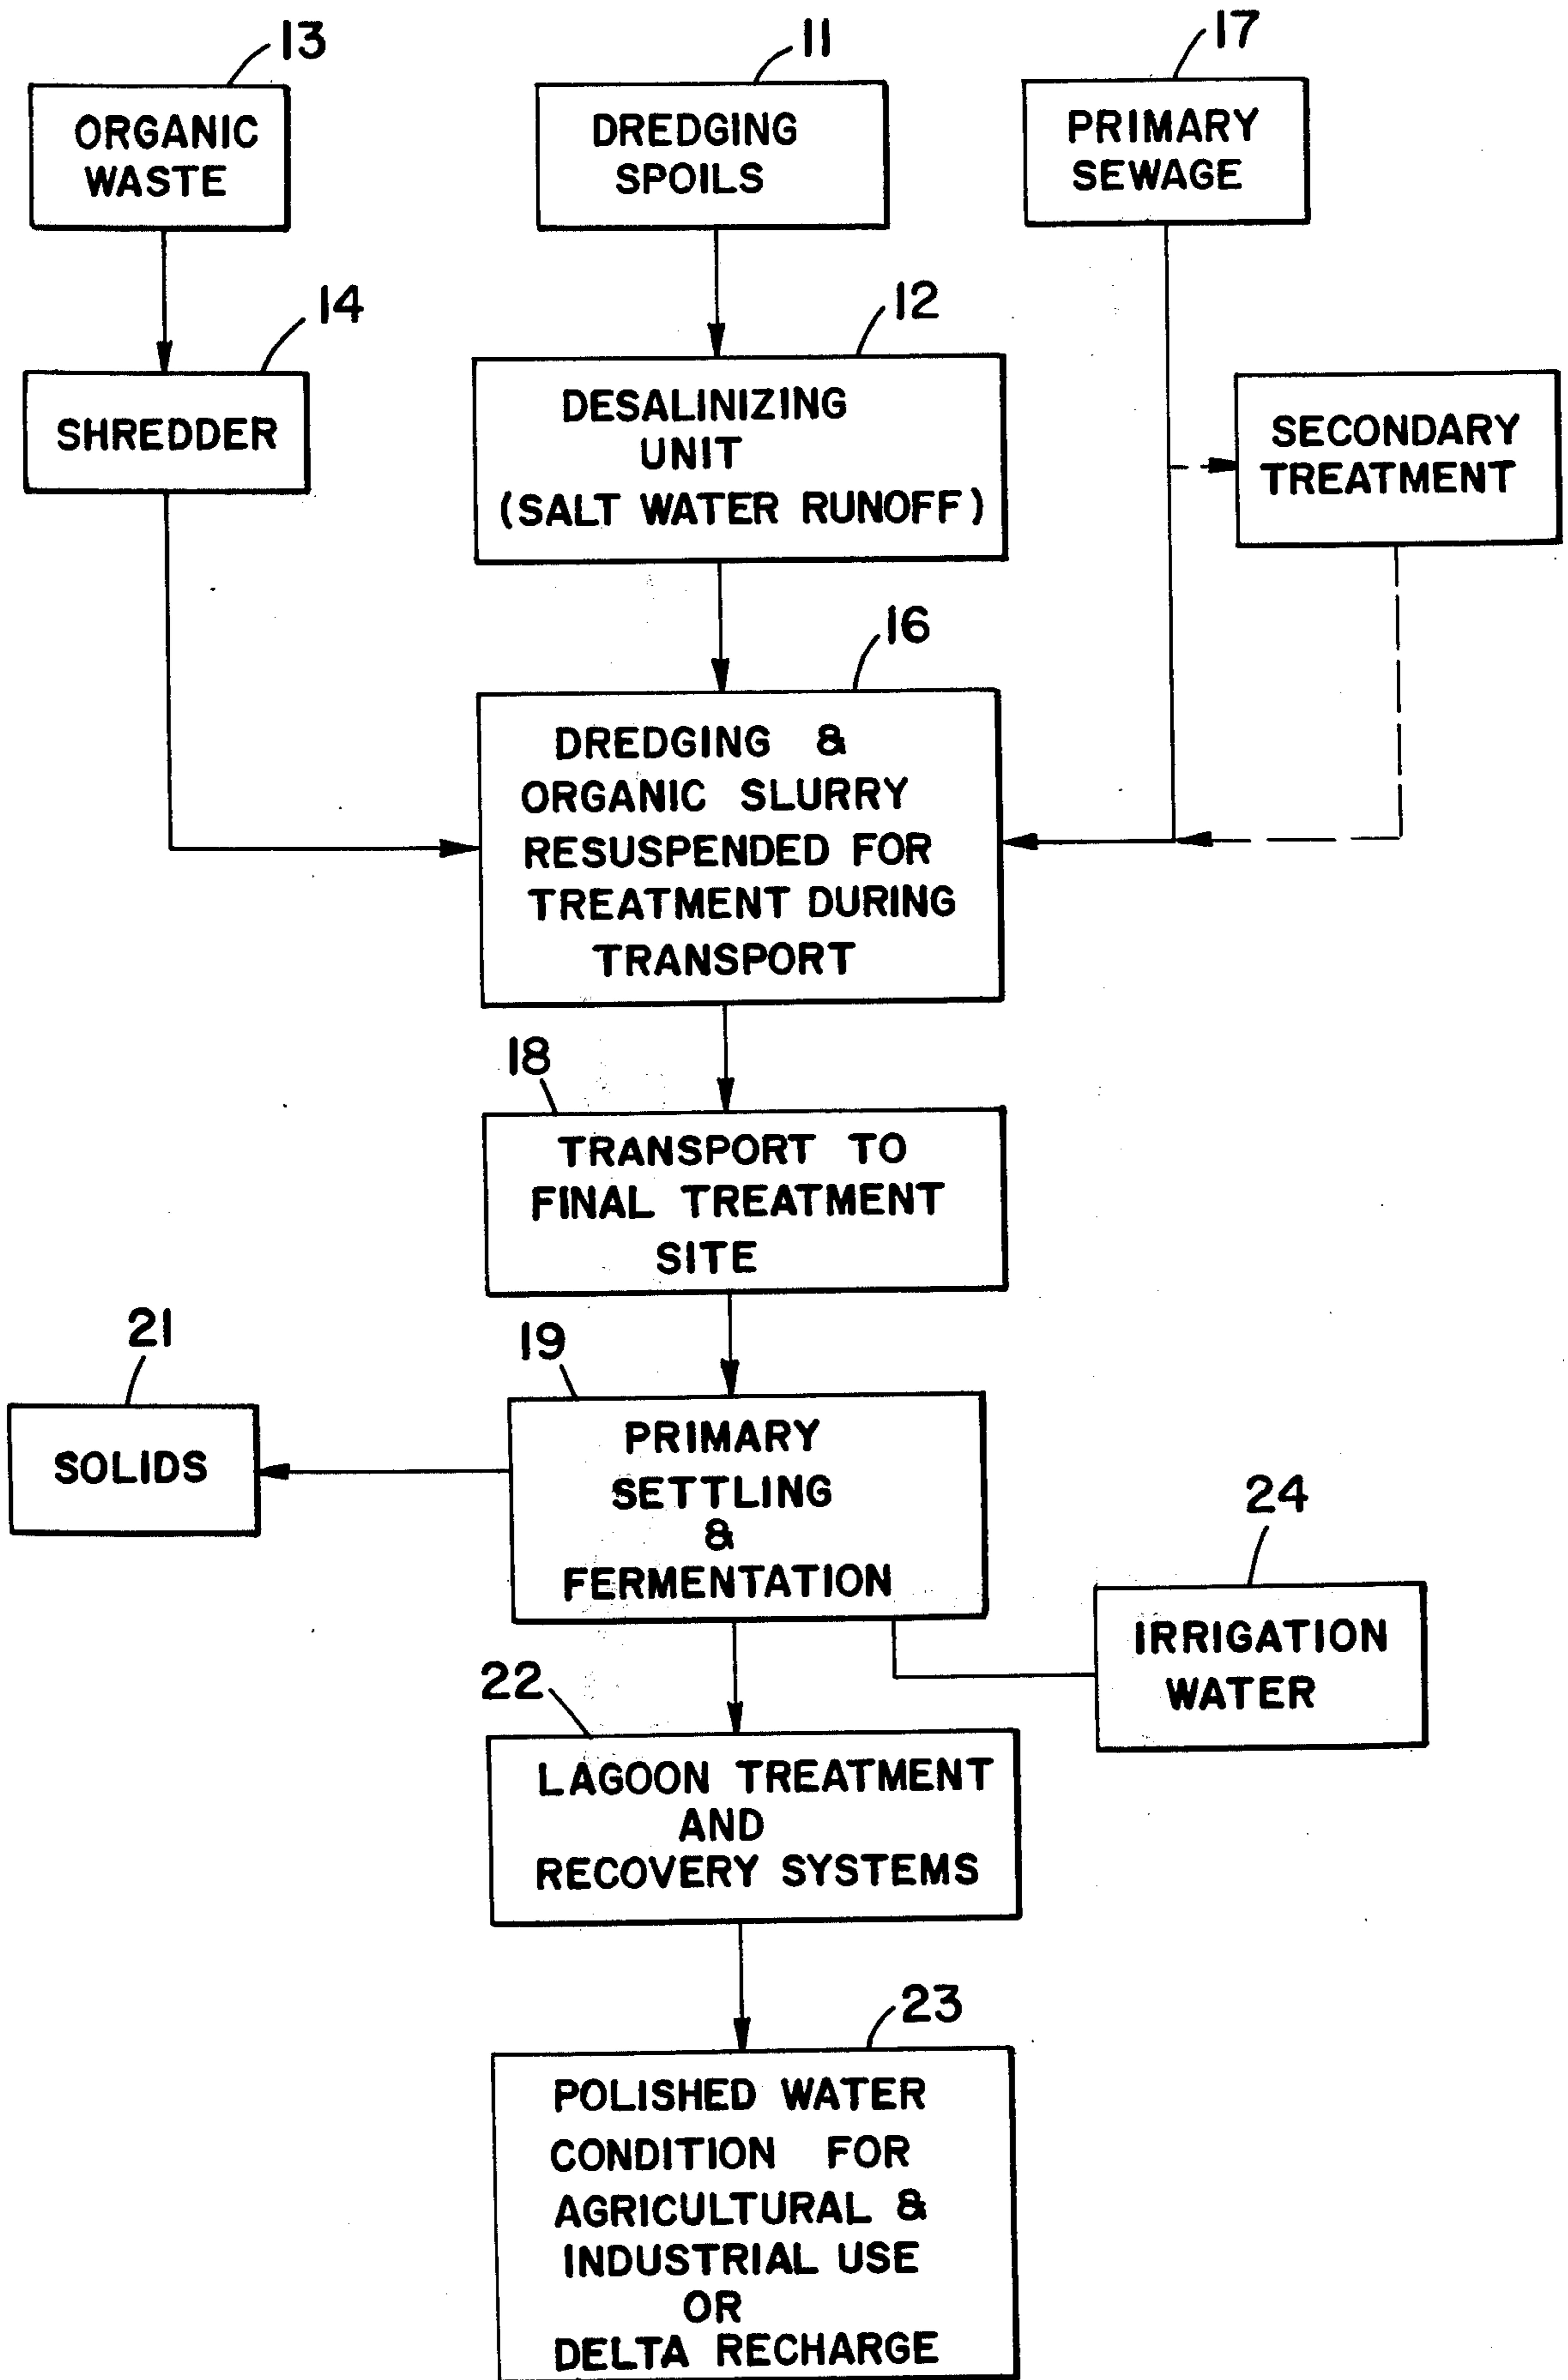 13
ORGANIC
WASTE
11
DREDGING
SPOILS
17
PRIMARY
SEWAGE
14
SHREDDER
12
DESALINIZING
UNIT
(SALT WATER RUNOFF)
SECONDARY
TREATMENT
16
DREDGING &
ORGANIC SLURRY
RESUSPENDED FOR
TREATMENT DURING
TRANSPORT
18
TRANSPORT TO
FINAL TREATMENT
SITE
21
SOLIDS
19
PRIMARY
SETTLING
&
FERMENTATION
24
IRRIGATION
WATER
22
LAGOON TREATMENT
AND
RECOVERY SYSTEMS
23
POLISHED WATER
CONDITION FOR
AGRICULTURAL &
INDUSTRIAL USE
OR
DELTA RECHARGE